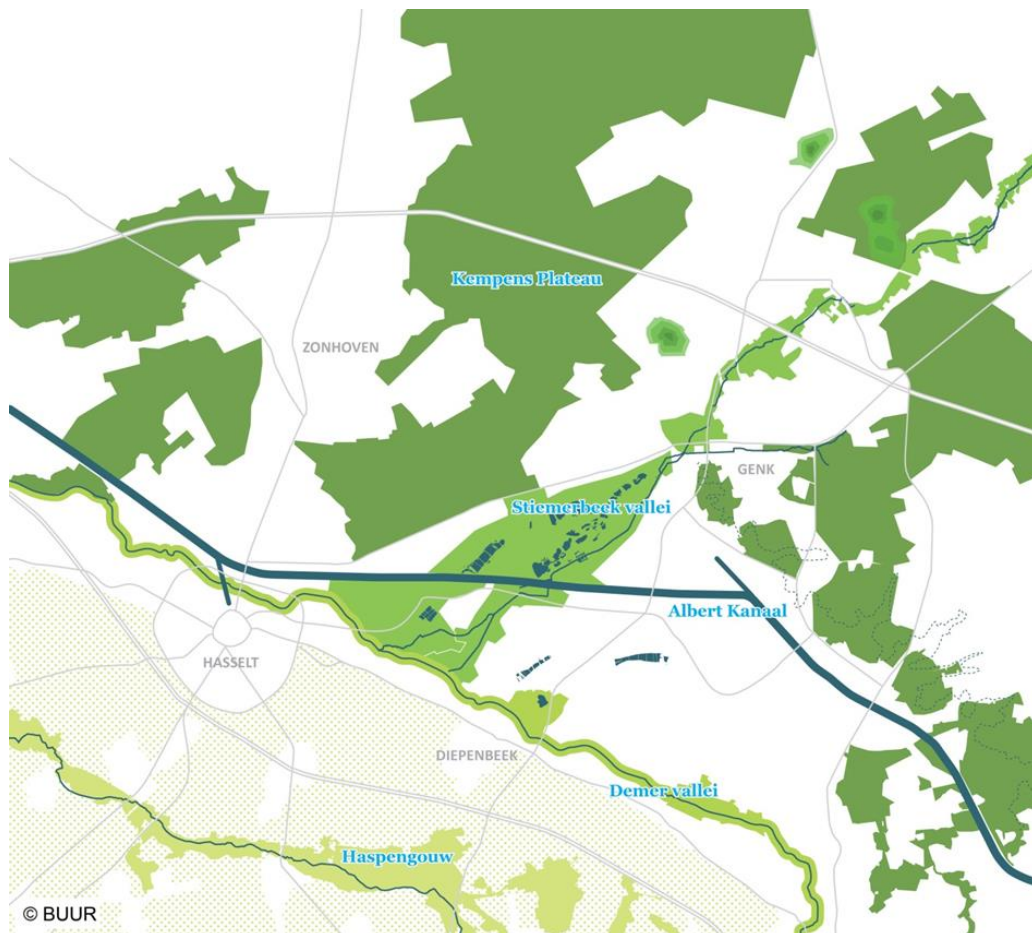 Kempens Plateau
ZONHOVEN
GENK
Stiemerbeek vallei
Albert Kanaal
HASSELT
DIEPENBEEK
Demer vallei
Haspengouw
© BUUR